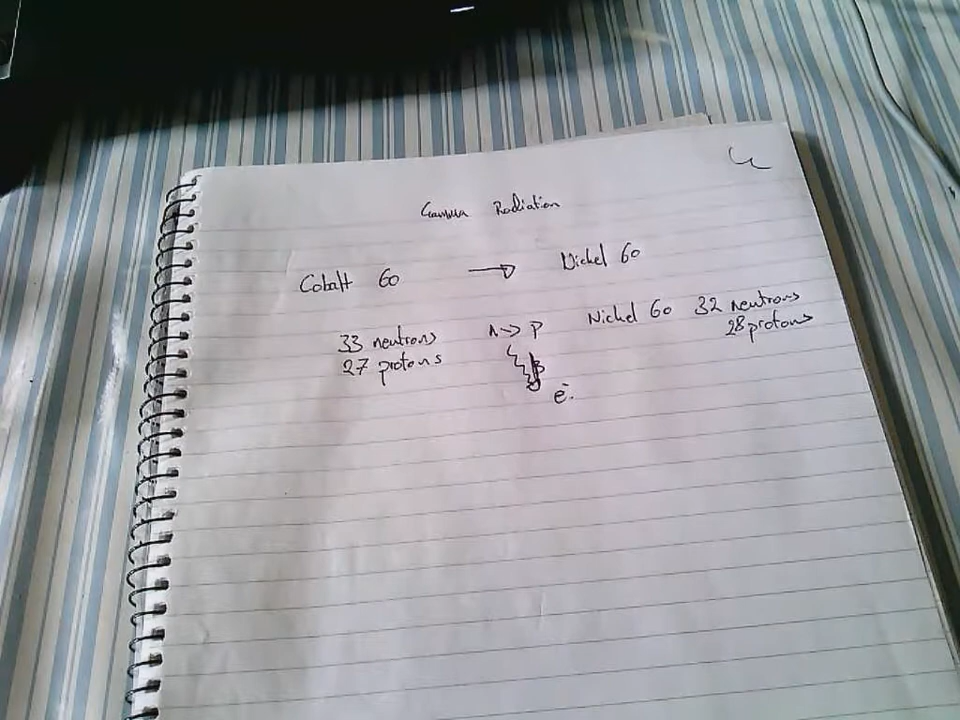 Gamma Radiation
Cobalt 60 → Nickel 60
33 neutrons n → p Nickel 60 32 neutrons
27 protons 28 protons
e⁻.